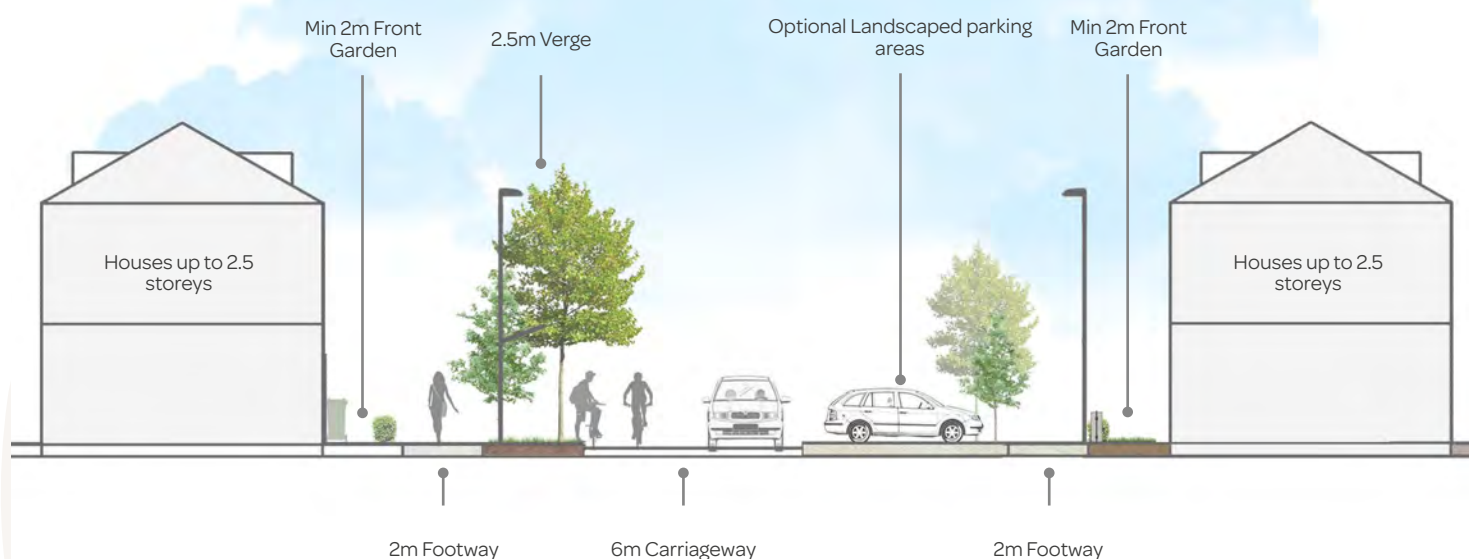 Min 2m Front
Garden
2.5m Verge
Optional Landscaped parking
areas
Min 2m Front
Garden
Houses up to 2.5
storeys
Houses up to 2.5
storeys
2m Footway
6m Carriageway
2m Footway